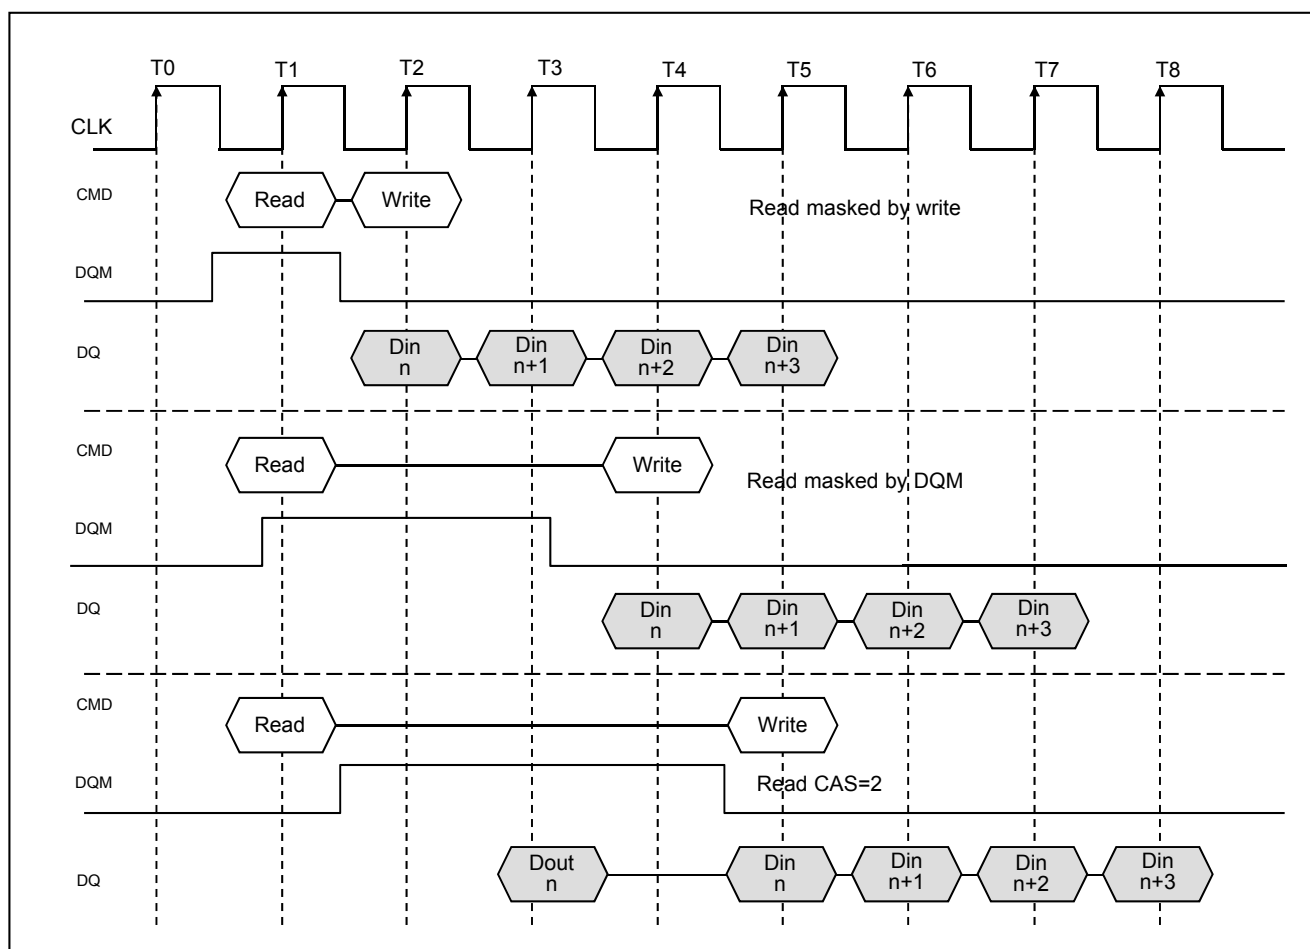 T0 T1 T2 T3 T4 T5 T6 T7 T8
CLK
CMD Read Write Read masked by write
DQM
DQ
Din n
Din n+1
Din n+2
Din n+3
CMD Read Write
Read masked by DQM
DQM
DQ
Din n
Din n+1
Din n+2
Din n+3
CMD Read Write
DQM Read CAS=2
DQ
Dout n
Din n
Din n+1
Din n+2
Din n+3